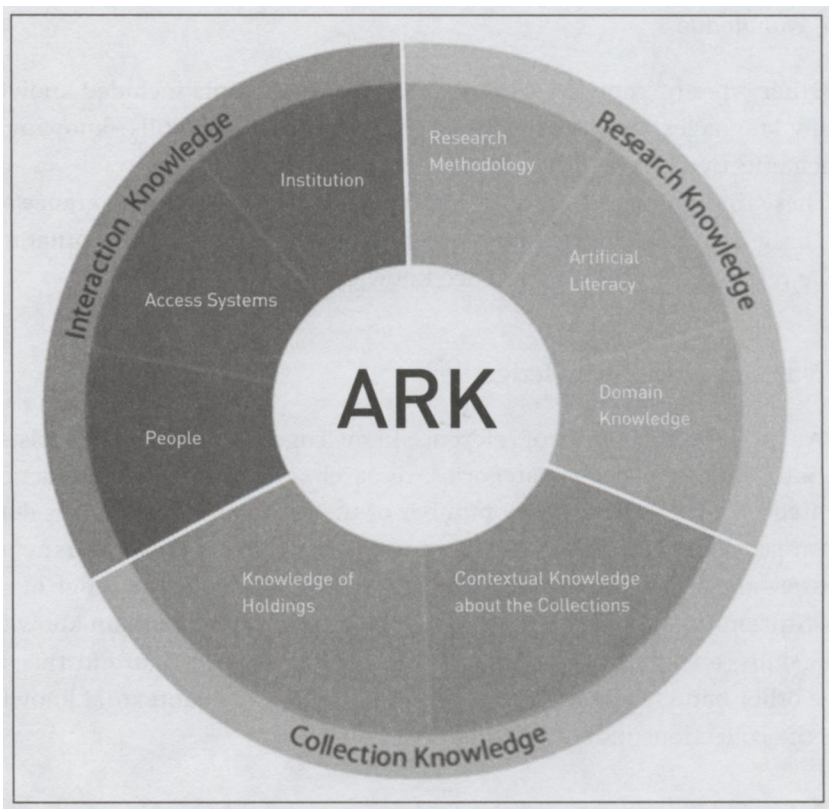 Interaction Knowledge
Research Knowledge
Institution
Research
Methodology
Access Systems
Artificial
Literacy
ARK
People
Domain
Knowledge
Knowledge of
Holdings
Contextual Knowledge
about the Collections
Collection Knowledge